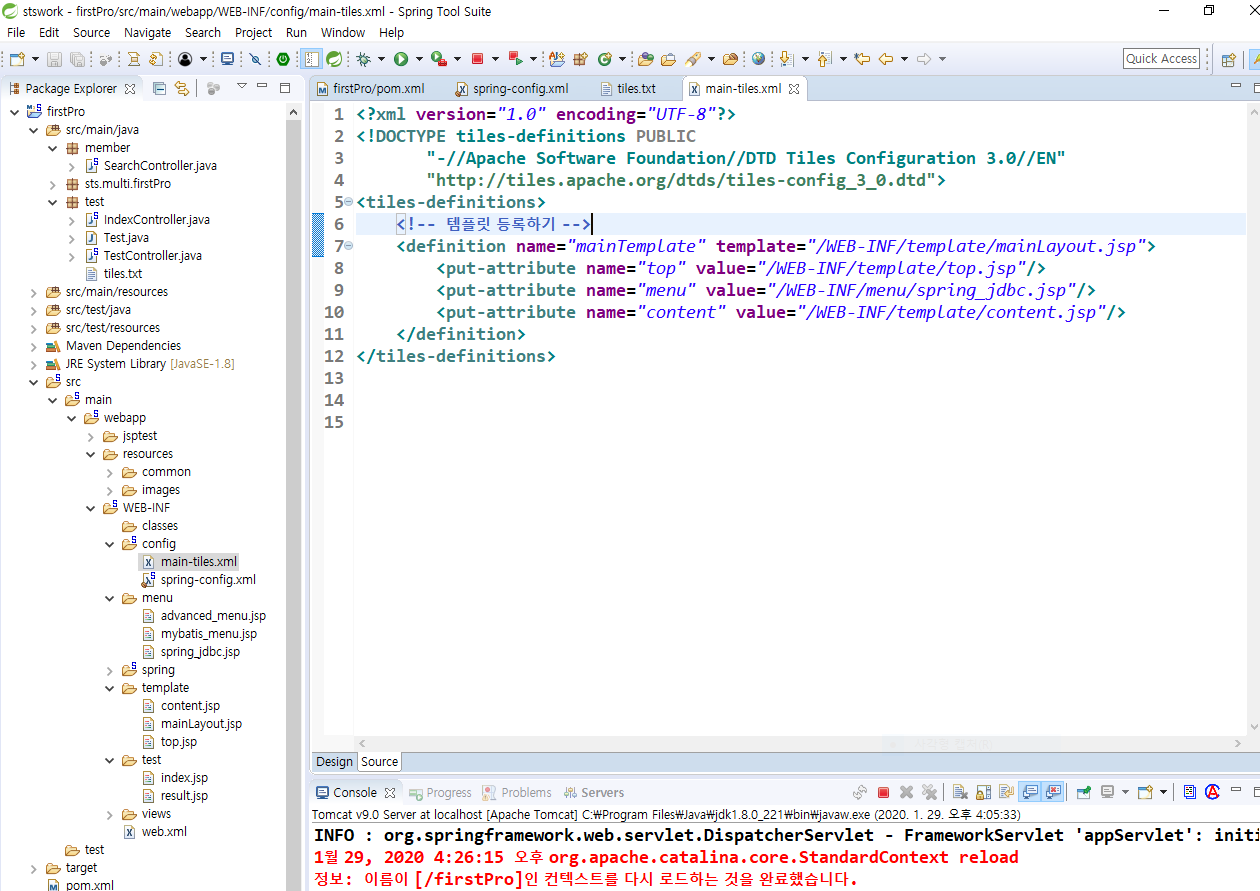 stswork - firstPro/src/main/webapp/WEB-INF/config/main-tiles.xml - Spring Tool Suite
File Edit Source Navigate Search Project Run Window Help
Quick Access
Package Explorer
firstPro
src/main/java
member
SearchController.java
sts.multi.firstPro
test
IndexController.java
Test.java
TestController.java
tiles.txt
src/main/resources
src/test/java
src/test/resources
Maven Dependencies
JRE System Library [JavaSE-1.8]
src
main
webapp
jsptest
resources
common
images
WEB-INF
classes
config
main-tiles.xml
spring-config.xml
menu
advanced_menu.jsp
mybatis_menu.jsp
spring_jdbc.jsp
spring
template
content.jsp
mainLayout.jsp
top.jsp
test
index.jsp
result.jsp
views
web.xml
test
target
pom.xml
firstPro/pom.xml spring-config.xml tiles.txt main-tiles.xml
1 <?xml version="1.0" encoding="UTF-8"?>
2 <!DOCTYPE tiles-definitions PUBLIC
3 "-//Apache Software Foundation//DTD Tiles Configuration 3.0//EN"
4 "http://tiles.apache.org/dtds/tiles-config_3_0.dtd">
5 <tiles-definitions>
6 <!-- 템플릿 등록하기 -->
7 <definition name="mainTemplate" template="/WEB-INF/template/mainLayout.jsp">
8 <put-attribute name="top" value="/WEB-INF/template/top.jsp"/>
9 <put-attribute name="menu" value="/WEB-INF/menu/spring_jdbc.jsp"/>
10 <put-attribute name="content" value="/WEB-INF/template/content.jsp"/>
11 </definition>
12 </tiles-definitions>
13
14
15
Design Source
Console Progress Problems Servers
Tomcat v9.0 Server at localhost [Apache Tomcat] C:₩Program Files₩Java₩jdk1.8.0_221₩bin₩javaw.exe (2020. 1. 29. 오후 4:05:33)
INFO : org.springframework.web.servlet.DispatcherServlet - FrameworkServlet 'appServlet': initi
1월 29, 2020 4:26:15 오후 org.apache.catalina.core.StandardContext reload
정보: 이름이 [/firstPro]인 컨텍스트를 다시 로드하는 것을 완료했습니다.